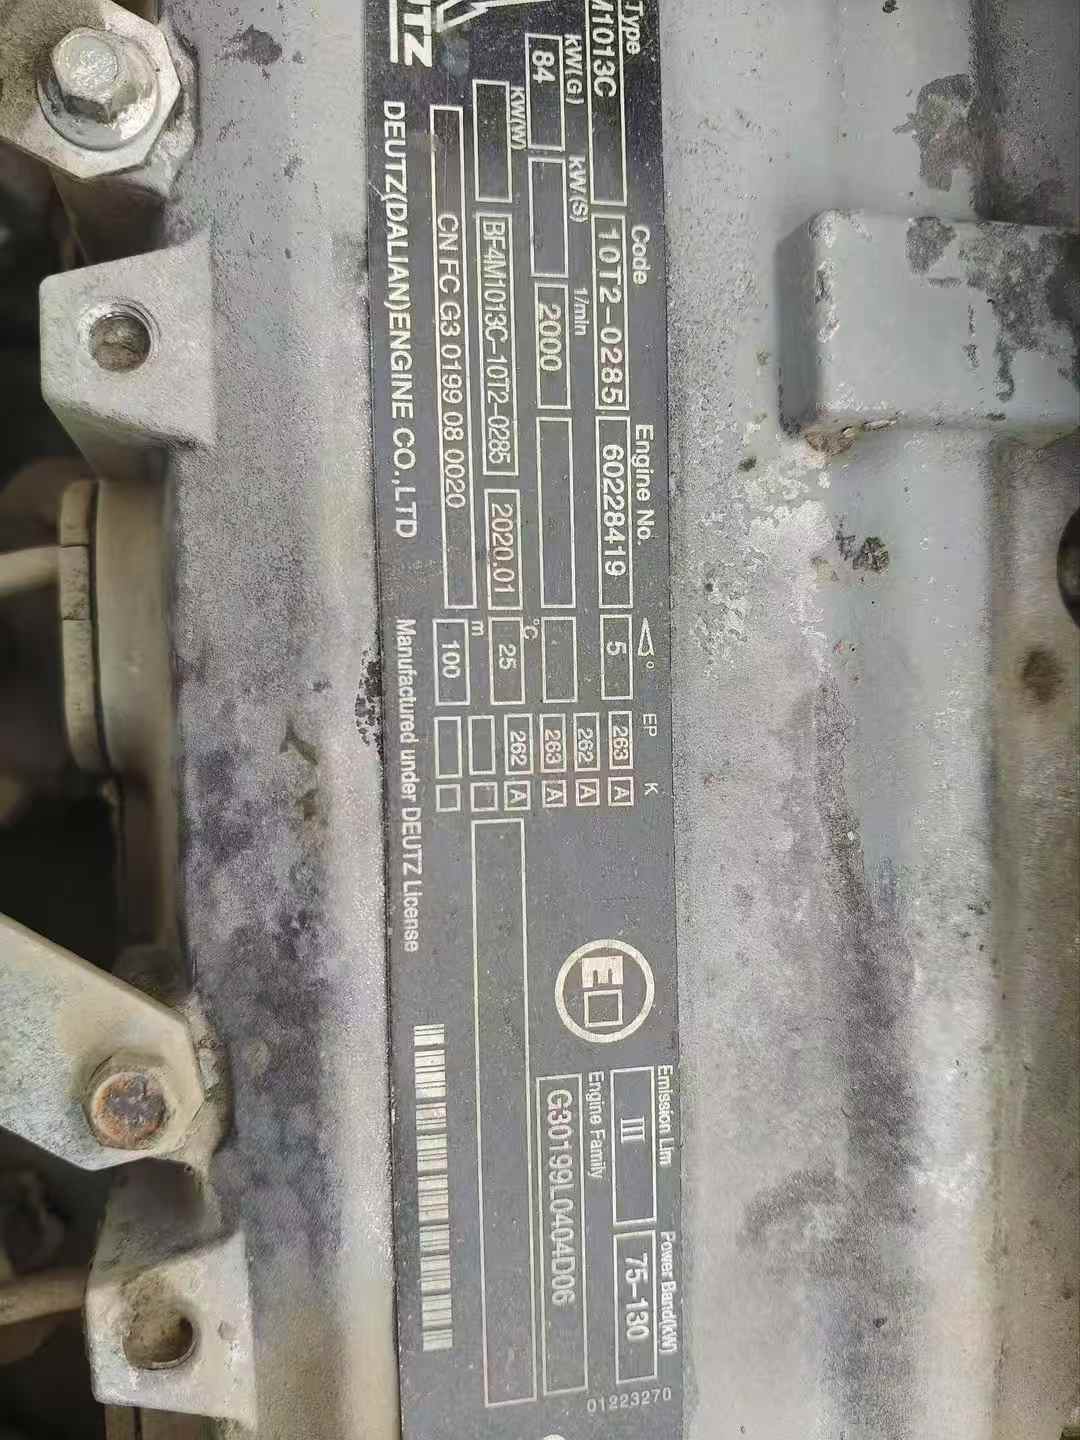 UTZ
Type Code Engine No. ° EP K
M1013C 10T2-0285 60228419 5 263 A
kW(G) kW(S) 1/min 262 A
84 2000 263 A
kW(W) °C
BF4M1013C-10T2-0285 2020.01 25 262 A
m
CN FC G3 0199 08 0020 100
DEUTZ(DALIAN)ENGINE CO.,LTD Manufactured under DEUTZ License
E
Emission Lim Power Band(kW)
III 75-130
Engine Family
G30199L0404D06
01223270